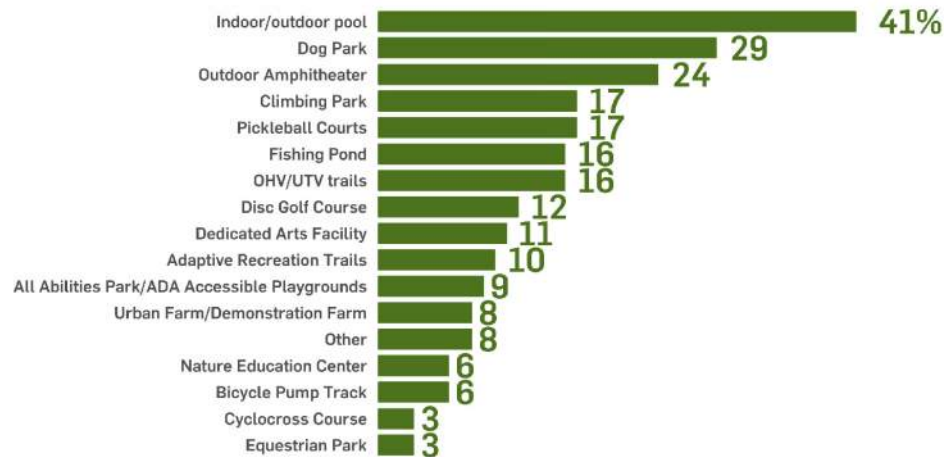 Indoor/outdoor pool 41%
Dog Park 29
Outdoor Amphitheater 24
Climbing Park 17
Pickleball Courts 17
Fishing Pond 16
OHV/UTV trails 16
Disc Golf Course 12
Dedicated Arts Facility 11
Adaptive Recreation Trails 10
All Abilities Park/ADA Accessible Playgrounds 9
Urban Farm/Demonstration Farm 8
Other 8
Nature Education Center 6
Bicycle Pump Track 6
Cyclocross Course 3
Equestrian Park 3